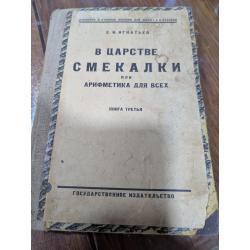 Е. И. ИГНАТЬЕВ
В ЦАРСТВЕ
СМЕКАЛКИ
ИЛИ
АРИФМЕТИКА ДЛЯ ВСЕХ
КНИГА ТРЕТЬЯ
ГОСУДАРСТВЕННОЕ ИЗДАТЕЛЬСТВО